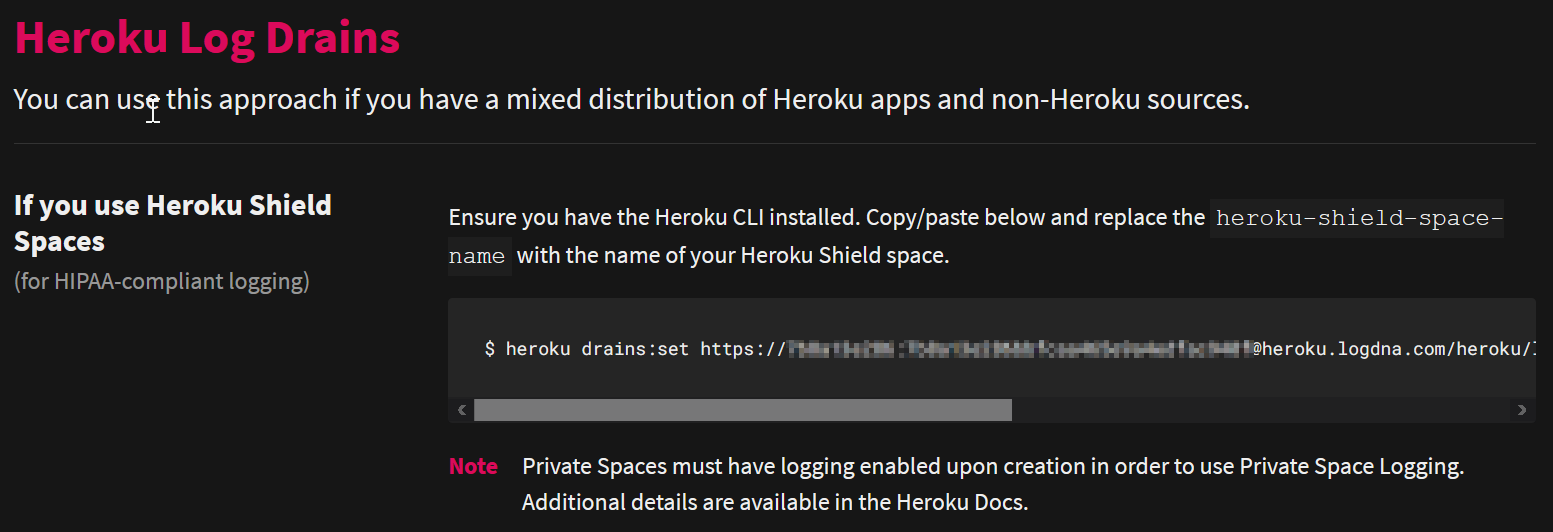 Heroku Log Drains
You can use this approach if you have a mixed distribution of Heroku apps and non-Heroku sources.
If you use Heroku Shield
Spaces
(for HIPAA-compliant logging)
Ensure you have the Heroku CLI installed. Copy/paste below and replace the heroku-shield-space-
name with the name of your Heroku Shield space.
$ heroku drains:set https://@heroku.logdna.com/heroku/
Note Private Spaces must have logging enabled upon creation in order to use Private Space Logging.
Additional details are available in the Heroku Docs.